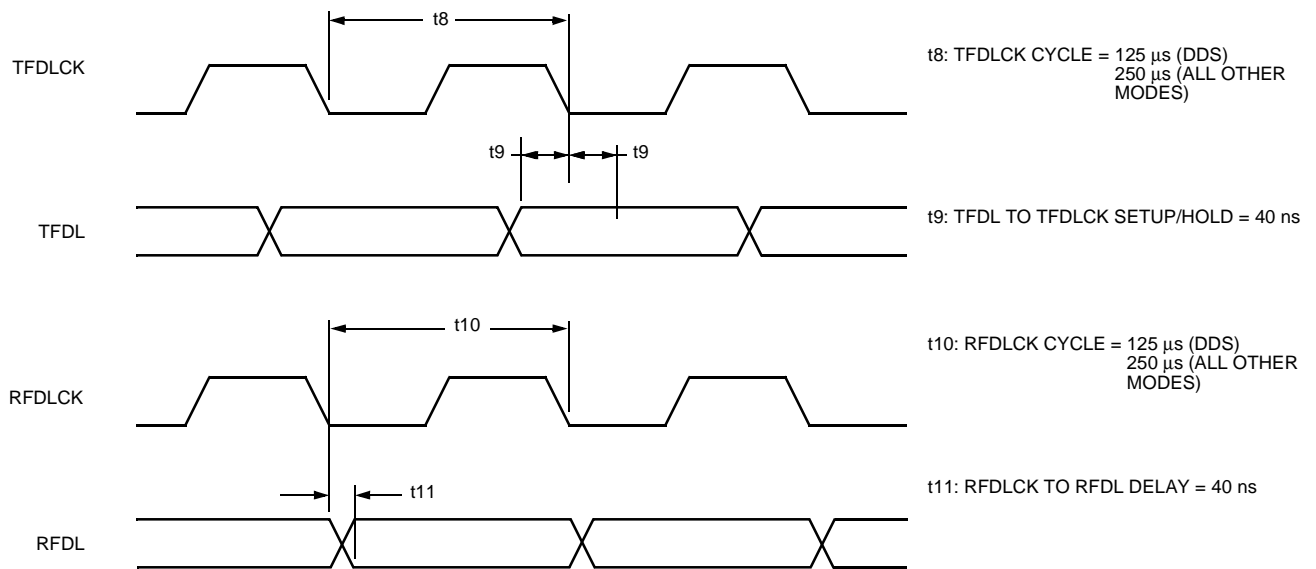 t8
TFDLCK
t8: TFDLCK CYCLE = 125 μs (DDS)
250 μs (ALL OTHER
MODES)
t9
t9
TFDL
t9: TFDL TO TFDLCK SETUP/HOLD = 40 ns
t10
t10: RFDLCK CYCLE = 125 μs (DDS)
250 μs (ALL OTHER
MODES)
RFDLCK
t11
t11: RFDLCK TO RFDL DELAY = 40 ns
RFDL